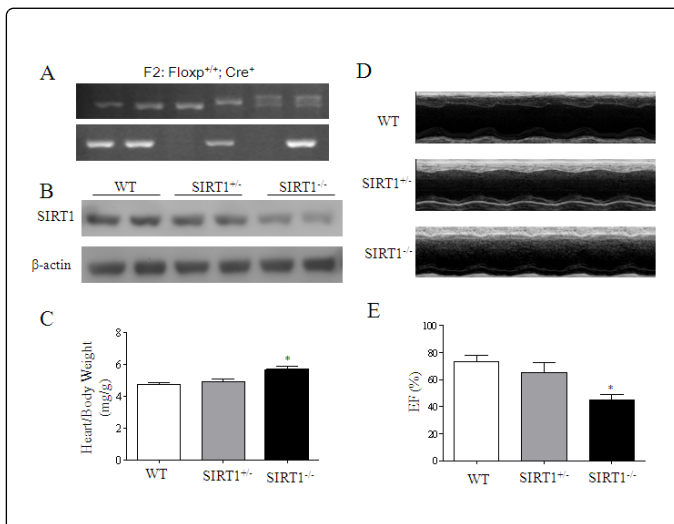 A
F2: Floxp+/+; Cre+
B
WT SIRT1+/- SIRT1-/-
SIRT1
β-actin
C
Heart/Body Weight
(mg/g)
8
6
4
2
0
*
WT SIRT1+/- SIRT1-/-
D
WT
SIRT1+/-
SIRT1-/-
E
EF (%)
100
80
60
40
20
0
*
WT SIRT1+/- SIRT1-/-